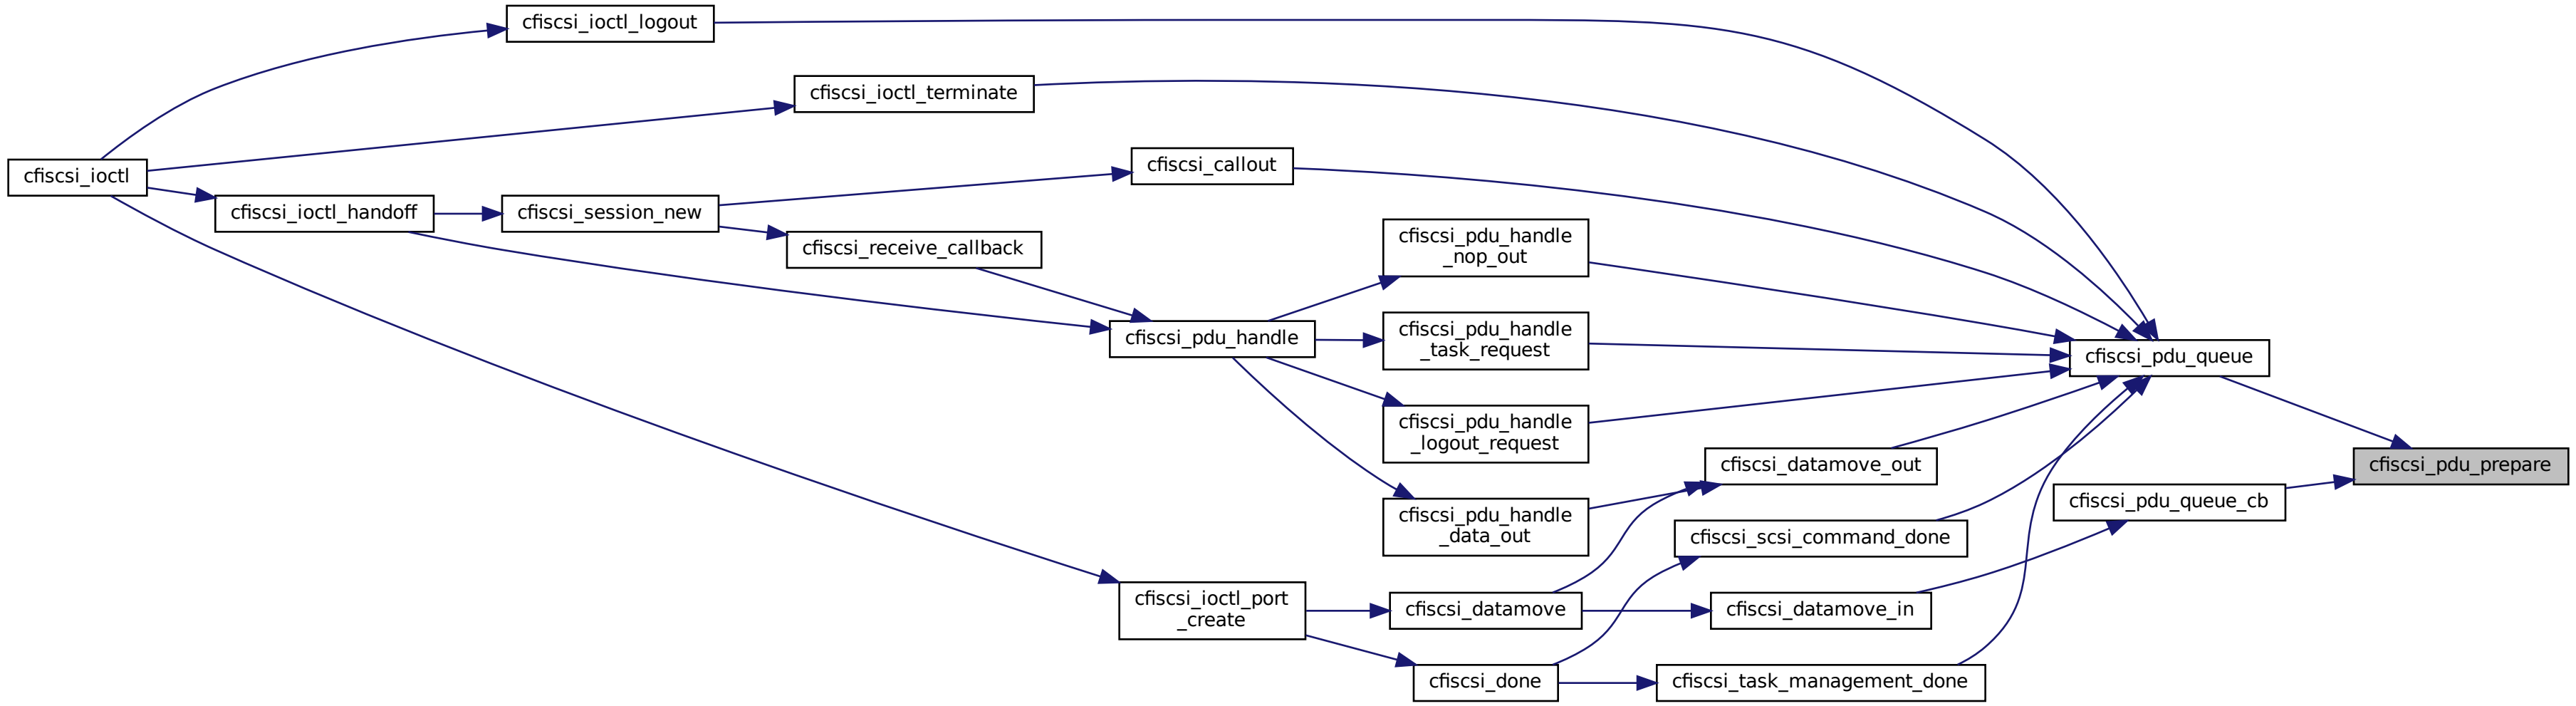 cfiscsi_ioctl_logout
cfiscsi_ioctl_terminate
cfiscsi_callout
cfiscsi_ioctl
cfiscsi_ioctl_handoff
cfiscsi_session_new
cfiscsi_receive_callback
cfiscsi_pdu_handle
_nop_out
cfiscsi_pdu_handle
cfiscsi_pdu_handle
_task_request
cfiscsi_pdu_queue
cfiscsi_pdu_handle
_logout_request
cfiscsi_datamove_out
cfiscsi_pdu_prepare
cfiscsi_pdu_queue_cb
cfiscsi_pdu_handle
_data_out
cfiscsi_scsi_command_done
cfiscsi_ioctl_port
_create
cfiscsi_datamove
cfiscsi_datamove_in
cfiscsi_done
cfiscsi_task_management_done